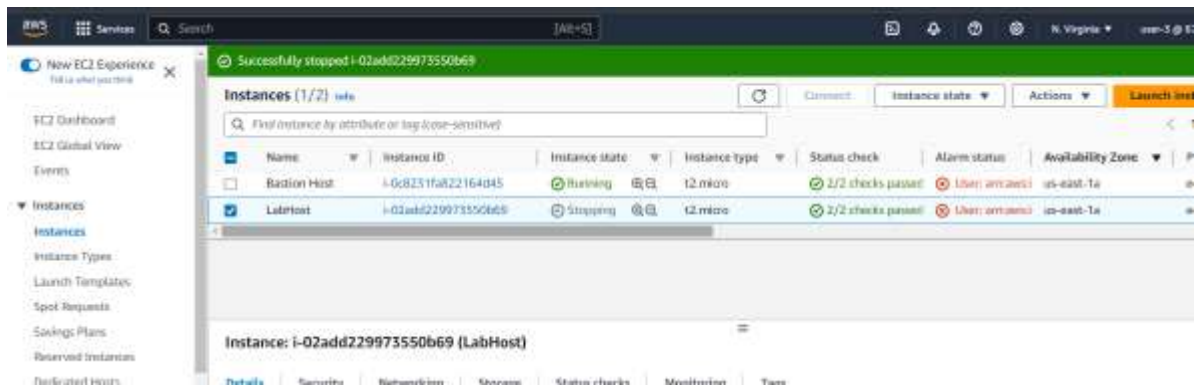 aws Services Search [Alt+S] N. Virginia ▼
New EC2 Experience
Tell us what you think
Successfully stopped i-02add229973550b69
Instances (1/2) Info
Connect Instance state ▼ Actions ▼
Find instance by attribute or tag (case-sensitive)
Name Instance ID Instance state Instance type Status check Alarm status Availability Zone ▼
Bastion Host i-0c8231fa822164d45 Running t2.micro 2/2 checks passed User: us-east-1a
LabHost i-02add229973550b69 Stopping t2.micro 2/2 checks passed User: us-east-1a
EC2 Dashboard
EC2 Global View
Events
Instances
Instances
Instance Types
Launch Templates
Spot Requests
Savings Plans
Reserved Instances
Dedicated Hosts
Instance: i-02add229973550b69 (LabHost)
Details Security Networking Storage Status checks Monitoring Tags